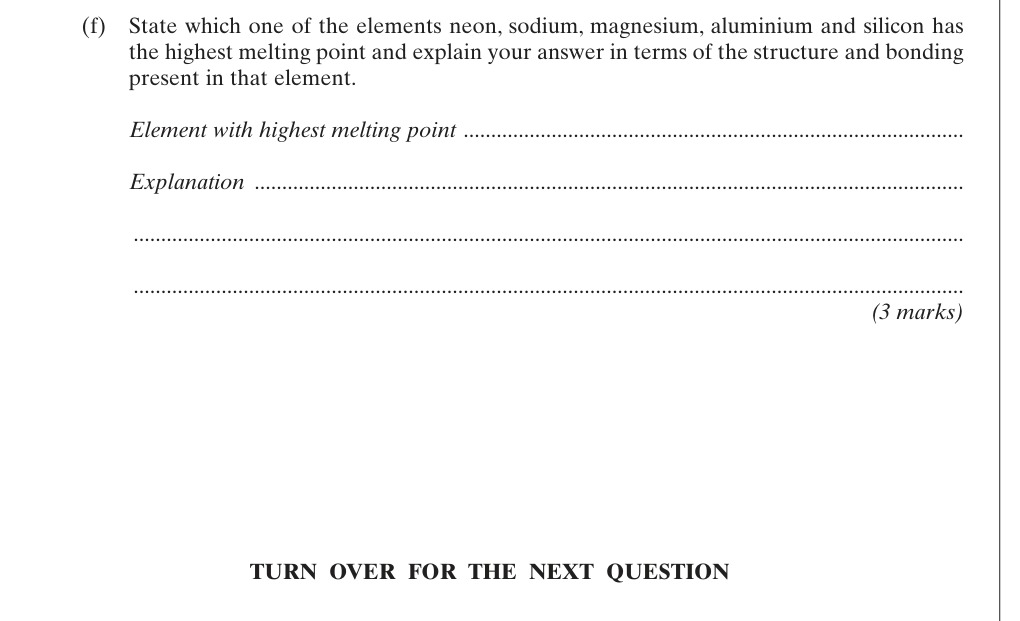 (f) State which one of the elements neon, sodium, magnesium, aluminium and silicon has
the highest melting point and explain your answer in terms of the structure and bonding
present in that element.
Element with highest melting point ..........................................................................................
Explanation ................................................................................................................................
......................................................................................................................................................
......................................................................................................................................................
(3 marks)
TURN OVER FOR THE NEXT QUESTION